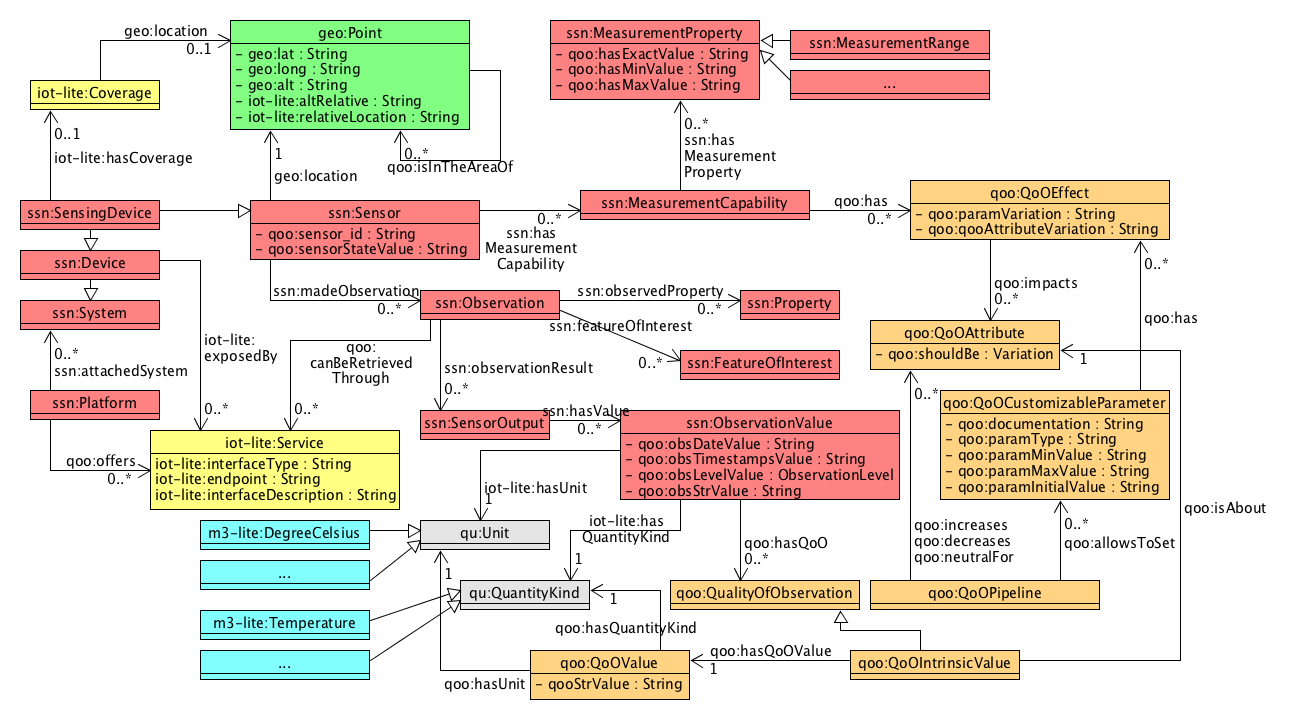 geo:location
0..1
geo:Point
– geo:lat : String
– geo:long : String
– geo:alt : String
– iot-lite:altRelative : String
– iot-lite:relativeLocation : String
ssn:MeasurementProperty
– qoo:hasExactValue : String
– qoo:hasMinValue : String
– qoo:hasMaxValue : String
ssn:MeasurementRange
...
iot-lite:Coverage
0..1
iot-lite:hasCoverage
1
geo:location
0..*
qoo:isInTheAreaOf
0..*
ssn:has
Measurement
Property
ssn:SensingDevice
ssn:Sensor
– qoo:sensor_id : String
– qoo:sensorStateValue : String
0..*
ssn:has
Measurement
Capability
ssn:MeasurementCapability
qoo:has
0..*
qoo:QoOEffect
– qoo:paramVariation : String
– qoo:qooAttributeVariation : String
ssn:Device
ssn:System
0..*
ssn:attachedSystem
ssn:Platform
iot-lite:
exposedBy
0..*
ssn:madeObservation
0..*
ssn:Observation
ssn:observedProperty
0..*
ssn:Property
ssn:featureOfInterest
0..*
ssn:FeatureOfInterest
qoo:
canBeRetrieved
Through
0..*
ssn:observationResult
0..*
qoo:impacts
0..*
0..*
qoo:has
qoo:QoOAttribute
– qoo:shouldBe : Variation
1
0..*
qoo:QoOCustomizableParameter
– qoo:documentation : String
– qoo:paramType : String
– qoo:paramMinValue : String
– qoo:paramMaxValue : String
– qoo:paramInitialValue : String
ssn:SensorOutput
ssn:hasValue
0..*
ssn:ObservationValue
– qoo:obsDateValue : String
– qoo:obsTimestampsValue : String
– qoo:obsLevelValue : ObservationLevel
– qoo:obsStrValue : String
qoo:offers
0..*
iot-lite:Service
iot-lite:interfaceType : String
iot-lite:endpoint : String
iot-lite:interfaceDescription : String
iot-lite:hasUnit
1
iot-lite:has
QuantityKind
1
qoo:hasQoO
0..*
qoo:increases
qoo:decreases
qoo:neutralFor
0..*
qoo:allowsToSet
qoo:isAbout
m3-lite:DegreeCelsius
...
qu:Unit
1
m3-lite:Temperature
...
qu:QuantityKind
1
qoo:hasQuantityKind
qoo:QualityOfObservation
qoo:QoOPipeline
qoo:hasUnit
qoo:QoOValue
– qooStrValue : String
qoo:hasQoOValue
1
qoo:QoOIntrinsicValue